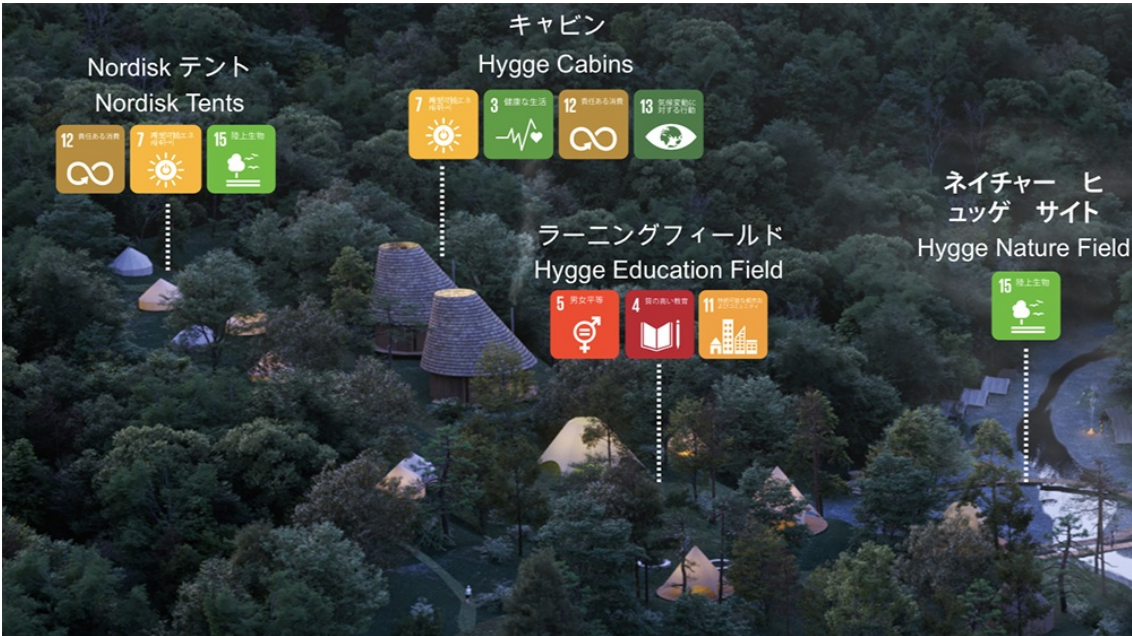 Nordisk テント
Nordisk Tents
12 責任ある消費
7
15 陸上生物
キャビン
Hygge Cabins
7
3 健康な生活
12 責任ある消費
13 気候変動に
対する行動
ラーニングフィールド
Hygge Education Field
5 男女平等
4 質の高い教育
11
ネイチャー ヒ
ュッゲ サイト
Hygge Nature Field
15 陸上生物